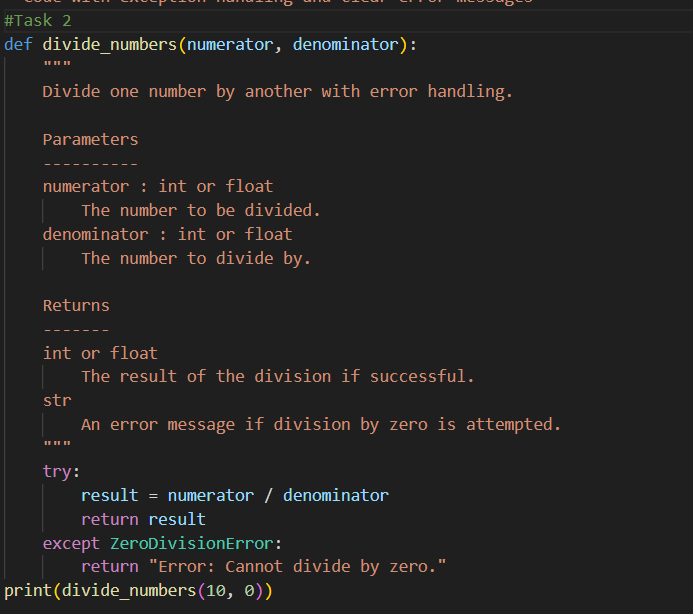 Code with exception handling and clear error messages
#Task 2
def divide_numbers(numerator, denominator):
    """
    Divide one number by another with error handling.

    Parameters
    ----------
    numerator : int or float
        The number to be divided.
    denominator : int or float
        The number to divide by.

    Returns
    -------
    int or float
        The result of the division if successful.
    str
        An error message if division by zero is attempted.
    """
    try:
        result = numerator / denominator
        return result
    except ZeroDivisionError:
        return "Error: Cannot divide by zero."
print(divide_numbers(10, 0))